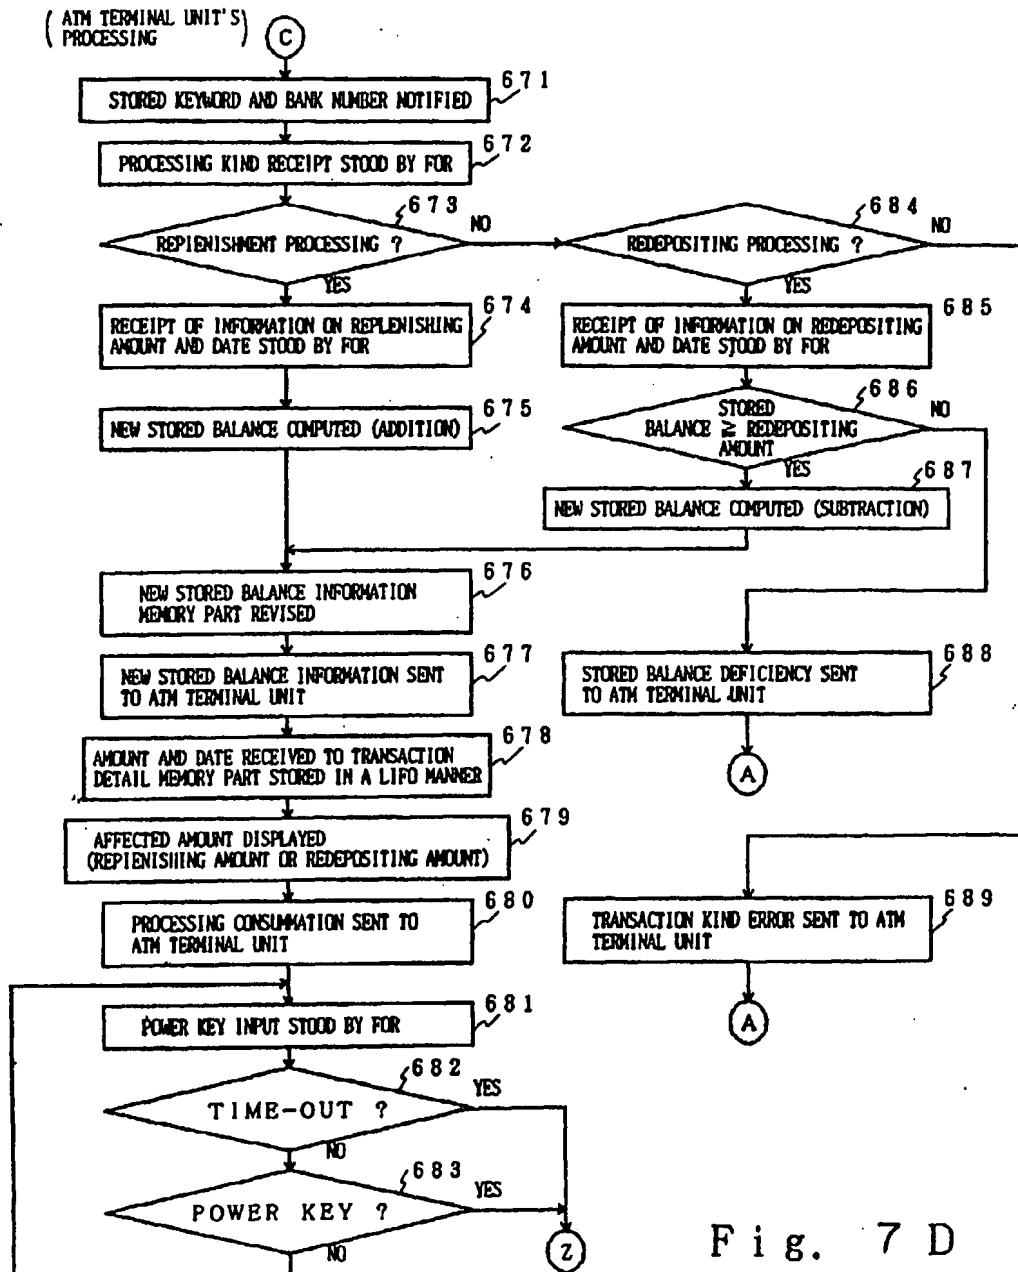 (ATM TERMINAL UNIT'S)
(PROCESSING)
C
671
STORED KEYWORD AND BANK NUMBER NOTIFIED
672
PROCESSING KIND RECEIPT STOOD BY FOR
673
REPLENISHMENT PROCESSING ?
NO
YES
684
REDEPOSITING PROCESSING ?
NO
YES
674
RECEIPT OF INFORMATION ON REPLENISHING
AMOUNT AND DATE STOOD BY FOR
685
RECEIPT OF INFORMATION ON REDEPOSITING
AMOUNT AND DATE STOOD BY FOR
675
NEW STORED BALANCE COMPUTED (ADDITION)
686
STORED
BALANCE ≧ REDEPOSITING
AMOUNT
NO
YES
687
NEW STORED BALANCE COMPUTED (SUBTRACTION)
676
NEW STORED BALANCE INFORMATION
MEMORY PART REVISED
677
NEW STORED BALANCE INFORMATION SENT
TO ATM TERMINAL UNIT
688
STORED BALANCE DEFICIENCY SENT
TO ATM TERMINAL UNIT
A
678
AMOUNT AND DATE RECEIVED TO TRANSACTION
DETAIL MEMORY PART STORED IN A LIFO MANNER
679
AFFECTED AMOUNT DISPLAYED
(REPLENISHING AMOUNT OR REDEPOSITING AMOUNT)
680
PROCESSING CONSUMMATION SENT TO
ATM TERMINAL UNIT
689
TRANSACTION KIND ERROR SENT TO ATM
TERMINAL UNIT
A
681
POWER KEY INPUT STOOD BY FOR
682
TIME-OUT ?
YES
NO
683
POWER KEY ?
YES
NO
Z
Fig. 7D